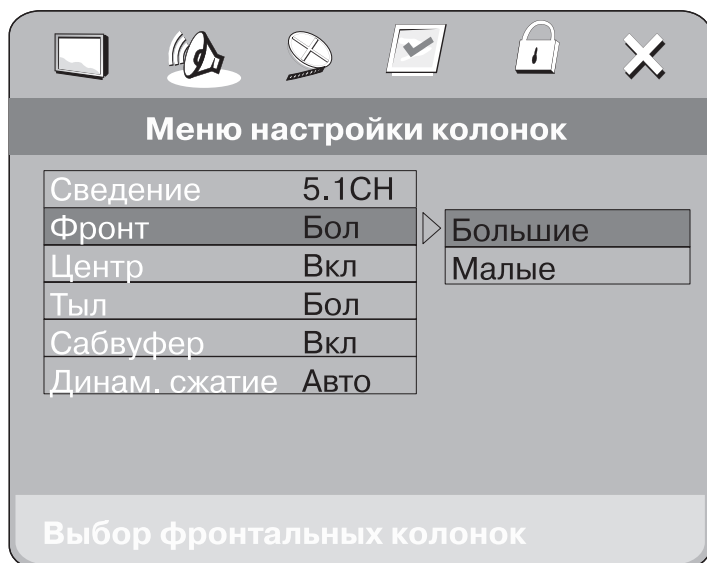 Меню настройки колонок
Сведение 5.1CH
Фронт Бол Большие
Центр Вкл Малые
Тыл Бол
Сабвуфер Вкл
Динам. сжатие Авто
Выбор фронтальных колонок